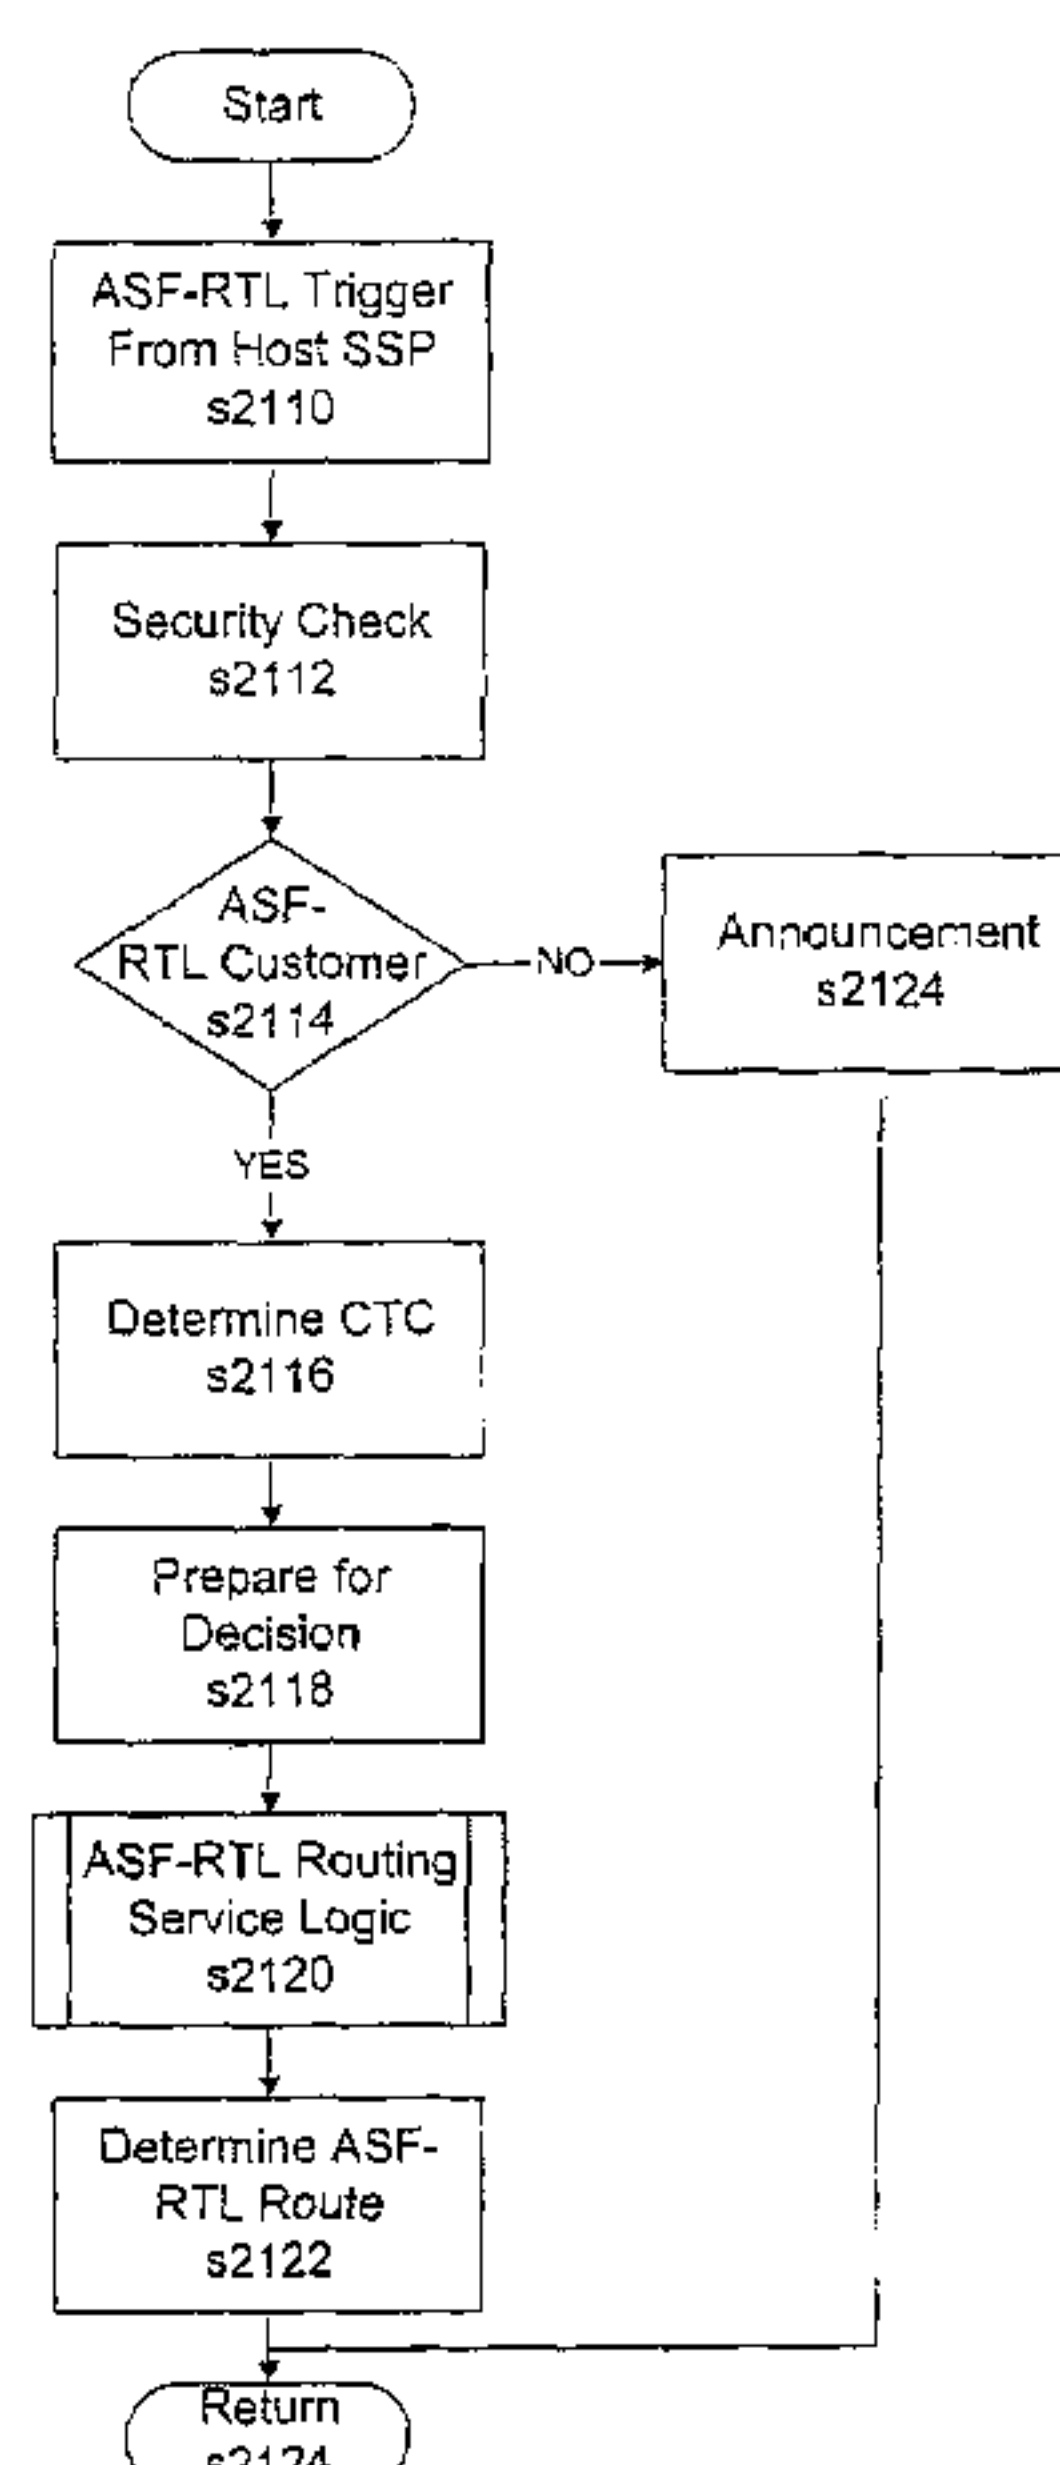 Start
ASF-RTL Trigger
From Host SSP
s2110
Security Check
s2112
ASF-
RTL Customer
s2114
NO
Announcement
s2124
YES
Determine CTC
s2116
Prepare for
Decision
s2118
ASF-RTL Routing
Service Logic
s2120
Determine ASF-
RTL Route
s2122
Return